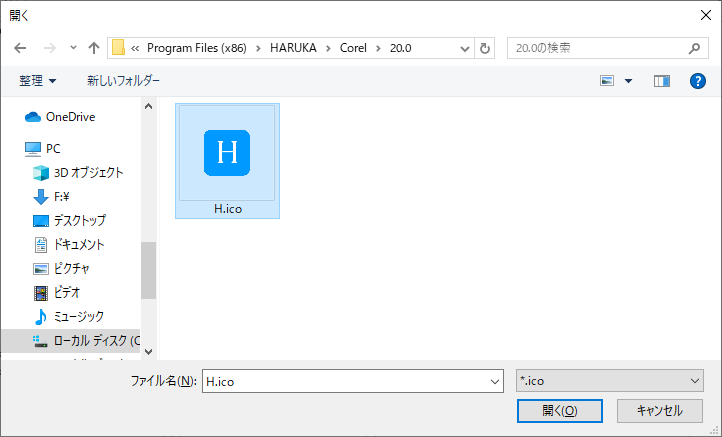 開く
« Program Files (x86) › HARUKA › Corel › 20.0
20.0の検索
整理
新しいフォルダー
OneDrive
PC
3D オブジェクト
F:¥
デスクトップ
ドキュメント
ピクチャ
ビデオ
ミュージック
ローカル ディスク (C
H
H.ico
ファイル名(N):
H.ico
*.ico
開く(O)
キャンセル